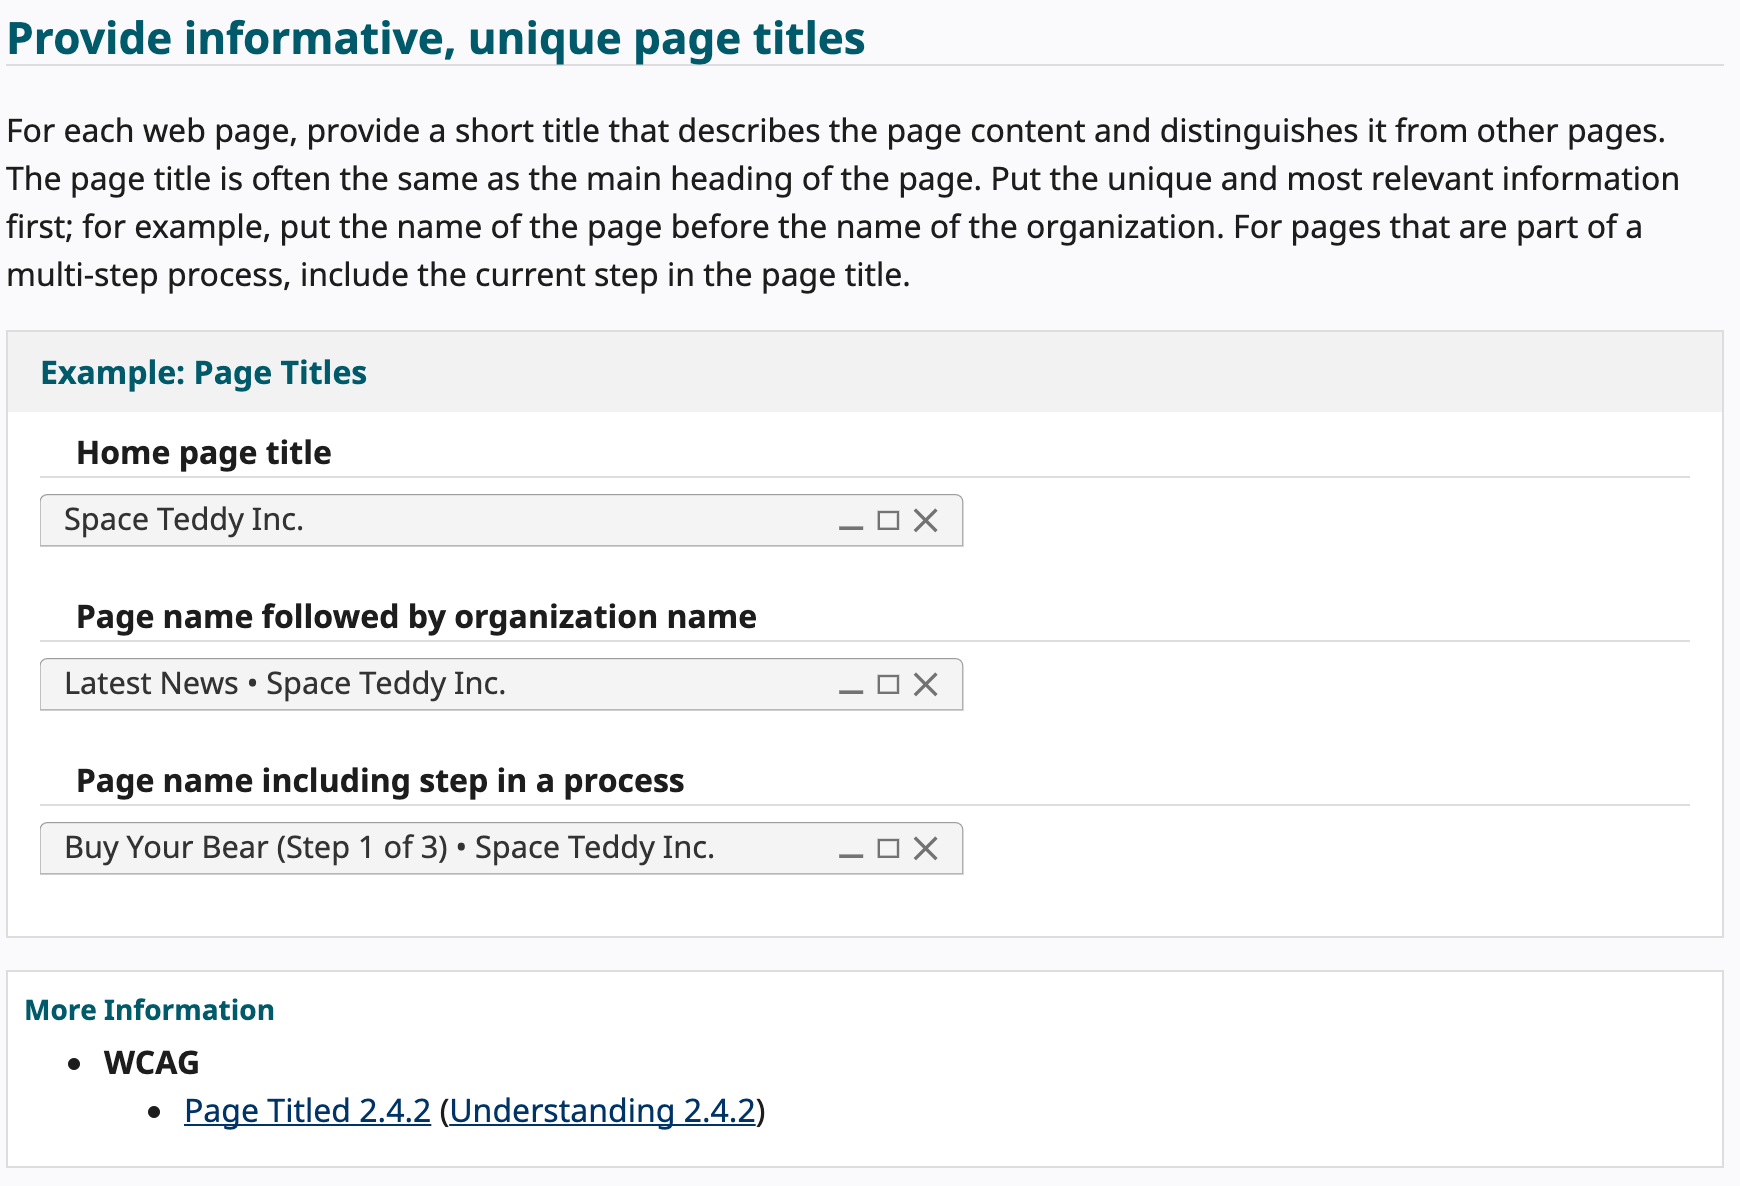 Provide informative, unique page titles
For each web page, provide a short title that describes the page content and distinguishes it from other pages.
The page title is often the same as the main heading of the page. Put the unique and most relevant information
first; for example, put the name of the page before the name of the organization. For pages that are part of a
multi-step process, include the current step in the page title.
Example: Page Titles
Home page title
Space Teddy Inc.
Page name followed by organization name
Latest News • Space Teddy Inc.
Page name including step in a process
Buy Your Bear (Step 1 of 3) • Space Teddy Inc.
More Information
• WCAG
• Page Titled 2.4.2 (Understanding 2.4.2)